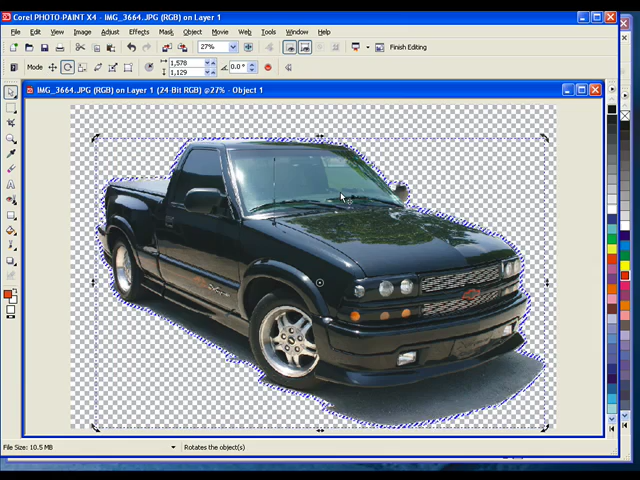 Corel PHOTO-PAINT X4 - IMG_3664.JPG (RGB) on Layer 1
File Edit View Image Adjust Effects Mask Object Movie Web Tools Window Help
27% Finish Editing
Mode 1,578 0.0 °
1,129
IMG_3664.JPG (RGB) on Layer 1 (24-Bit RGB) @27% - Object 1
File Size: 10.5 MB Rotates the object(s)